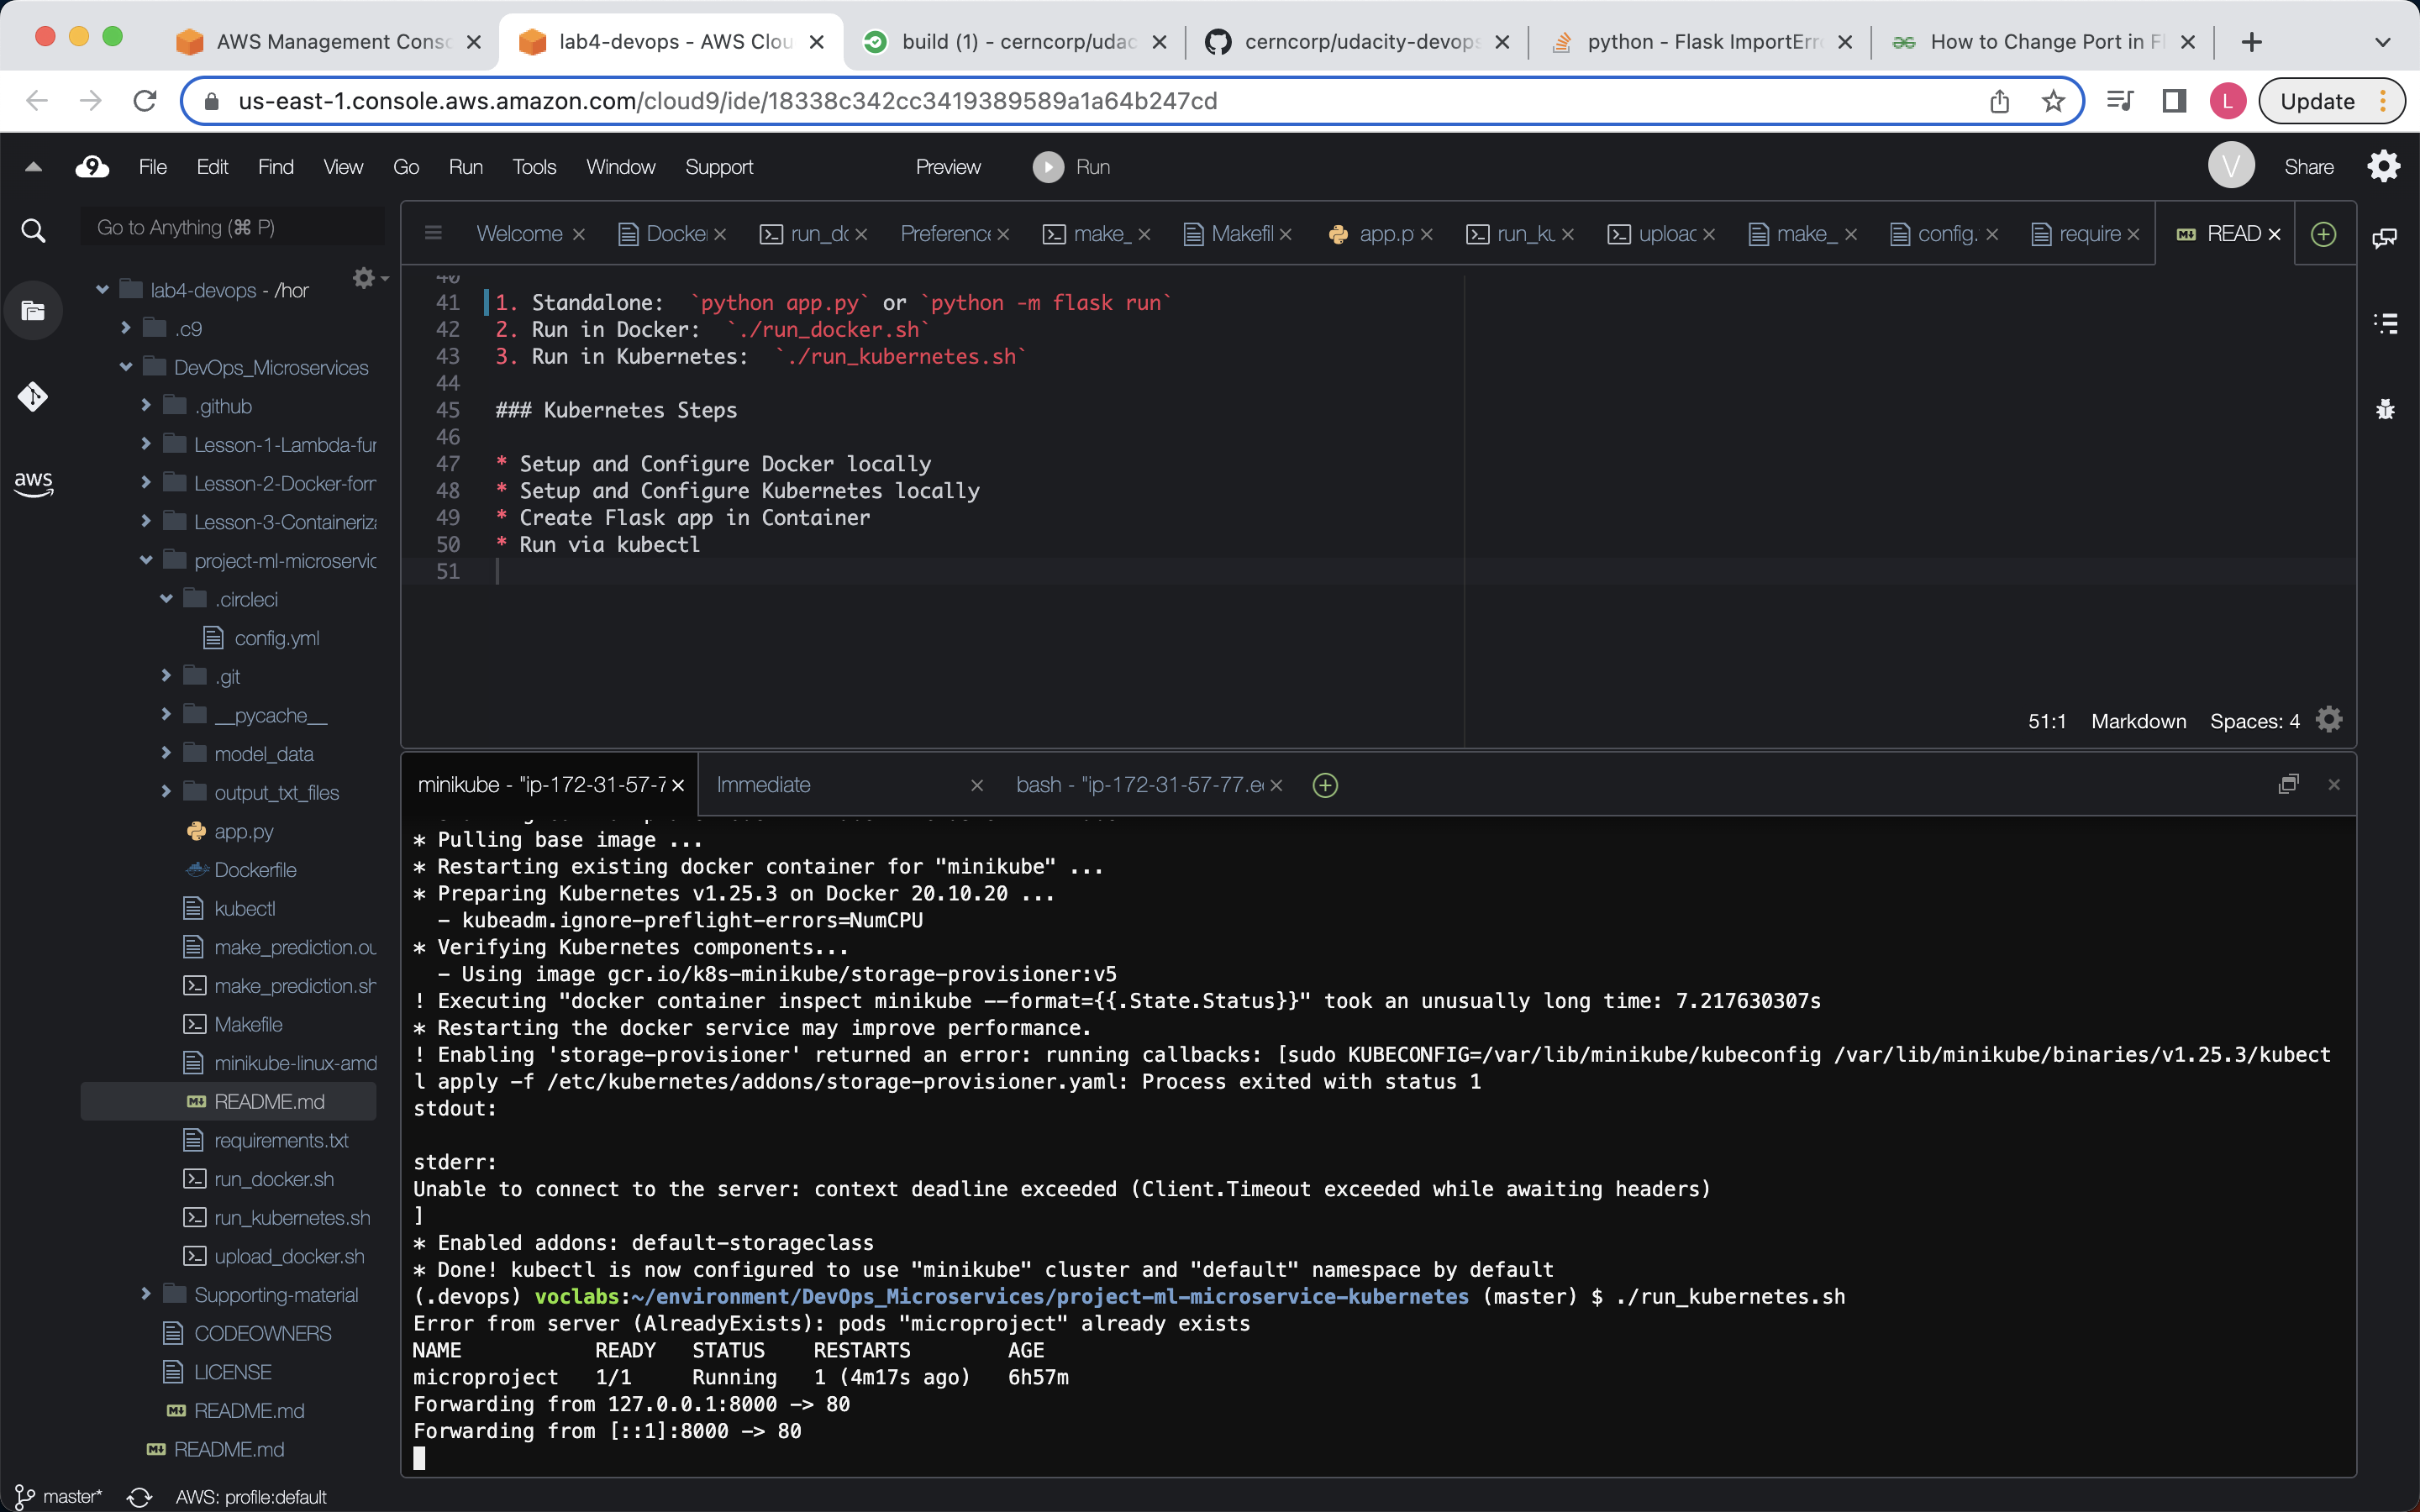 AWS Management Conso
lab4-devops - AWS Clou
build (1) - cerncorp/udac
cerncorp/udacity-devops
python - Flask ImportErr
How to Change Port in Fl
us-east-1.console.aws.amazon.com/cloud9/ide/18338c342cc3419389589a1a64b247cd
L
Update
9
File Edit Find View Go Run Tools Window Support Preview Run
V
Share
Go to Anything (⌘ P)
Welcome
Docker
run_do
Preference
make_
Makefil
app.p
run_ku
upload
make_
config.
require
READ
aws
lab4-devops - /hor
.c9
DevOps_Microservices
.github
Lesson-1-Lambda-fun
Lesson-2-Docker-form
Lesson-3-Containeriza
project-ml-microservic
.circleci
config.yml
.git
__pycache__
model_data
output_txt_files
app.py
Dockerfile
kubectl
make_prediction.ou
make_prediction.sh
Makefile
minikube-linux-amd
README.md
requirements.txt
run_docker.sh
run_kubernetes.sh
upload_docker.sh
Supporting-material
CODEOWNERS
LICENSE
README.md
README.md
40
41 1. Standalone:  `python app.py` or `python -m flask run`
42 2. Run in Docker:  `./run_docker.sh`
43 3. Run in Kubernetes:  `./run_kubernetes.sh`
44
45 ### Kubernetes Steps
46
47 * Setup and Configure Docker locally
48 * Setup and Configure Kubernetes locally
49 * Create Flask app in Container
50 * Run via kubectl
51
51:1 Markdown Spaces: 4
minikube - "ip-172-31-57-7
Immediate
bash - "ip-172-31-57-77.e
* Pulling base image ...
* Restarting existing docker container for "minikube" ...
* Preparing Kubernetes v1.25.3 on Docker 20.10.20 ...
  - kubeadm.ignore-preflight-errors=NumCPU
* Verifying Kubernetes components...
  - Using image gcr.io/k8s-minikube/storage-provisioner:v5
! Executing "docker container inspect minikube --format={{.State.Status}}" took an unusually long time: 7.217630307s
* Restarting the docker service may improve performance.
! Enabling 'storage-provisioner' returned an error: running callbacks: [sudo KUBECONFIG=/var/lib/minikube/kubeconfig /var/lib/minikube/binaries/v1.25.3/kubect
l apply -f /etc/kubernetes/addons/storage-provisioner.yaml: Process exited with status 1
stdout:
stderr:
Unable to connect to the server: context deadline exceeded (Client.Timeout exceeded while awaiting headers)
]
* Enabled addons: default-storageclass
* Done! kubectl is now configured to use "minikube" cluster and "default" namespace by default
(.devops) voclabs:~/environment/DevOps_Microservices/project-ml-microservice-kubernetes (master) $ ./run_kubernetes.sh
Error from server (AlreadyExists): pods "microproject" already exists
NAME           READY   STATUS    RESTARTS        AGE
microproject   1/1     Running   1 (4m17s ago)   6h57m
Forwarding from 127.0.0.1:8000 -> 80
Forwarding from [::1]:8000 -> 80
master* AWS: profile:default